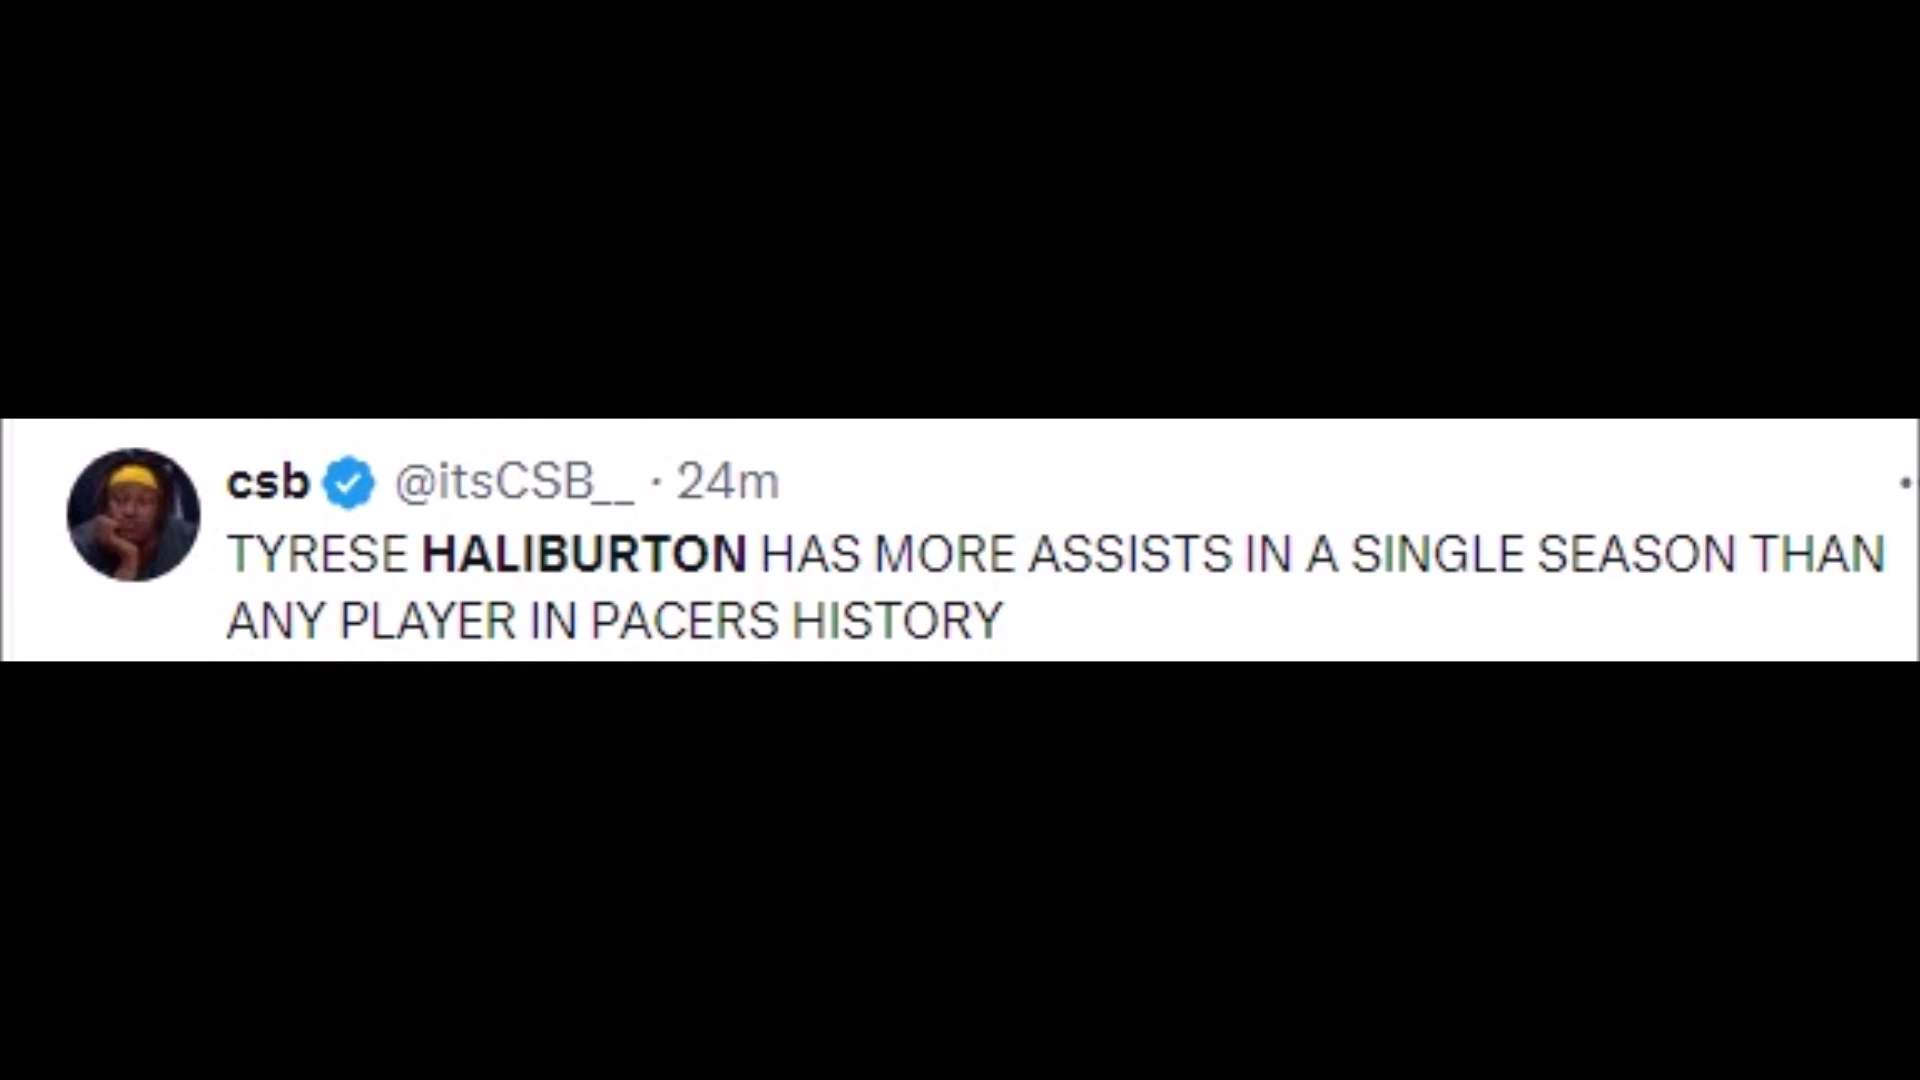 csb @itsCSB__ · 24m
TYRESE HALIBURTON HAS MORE ASSISTS IN A SINGLE SEASON THAN
ANY PLAYER IN PACERS HISTORY